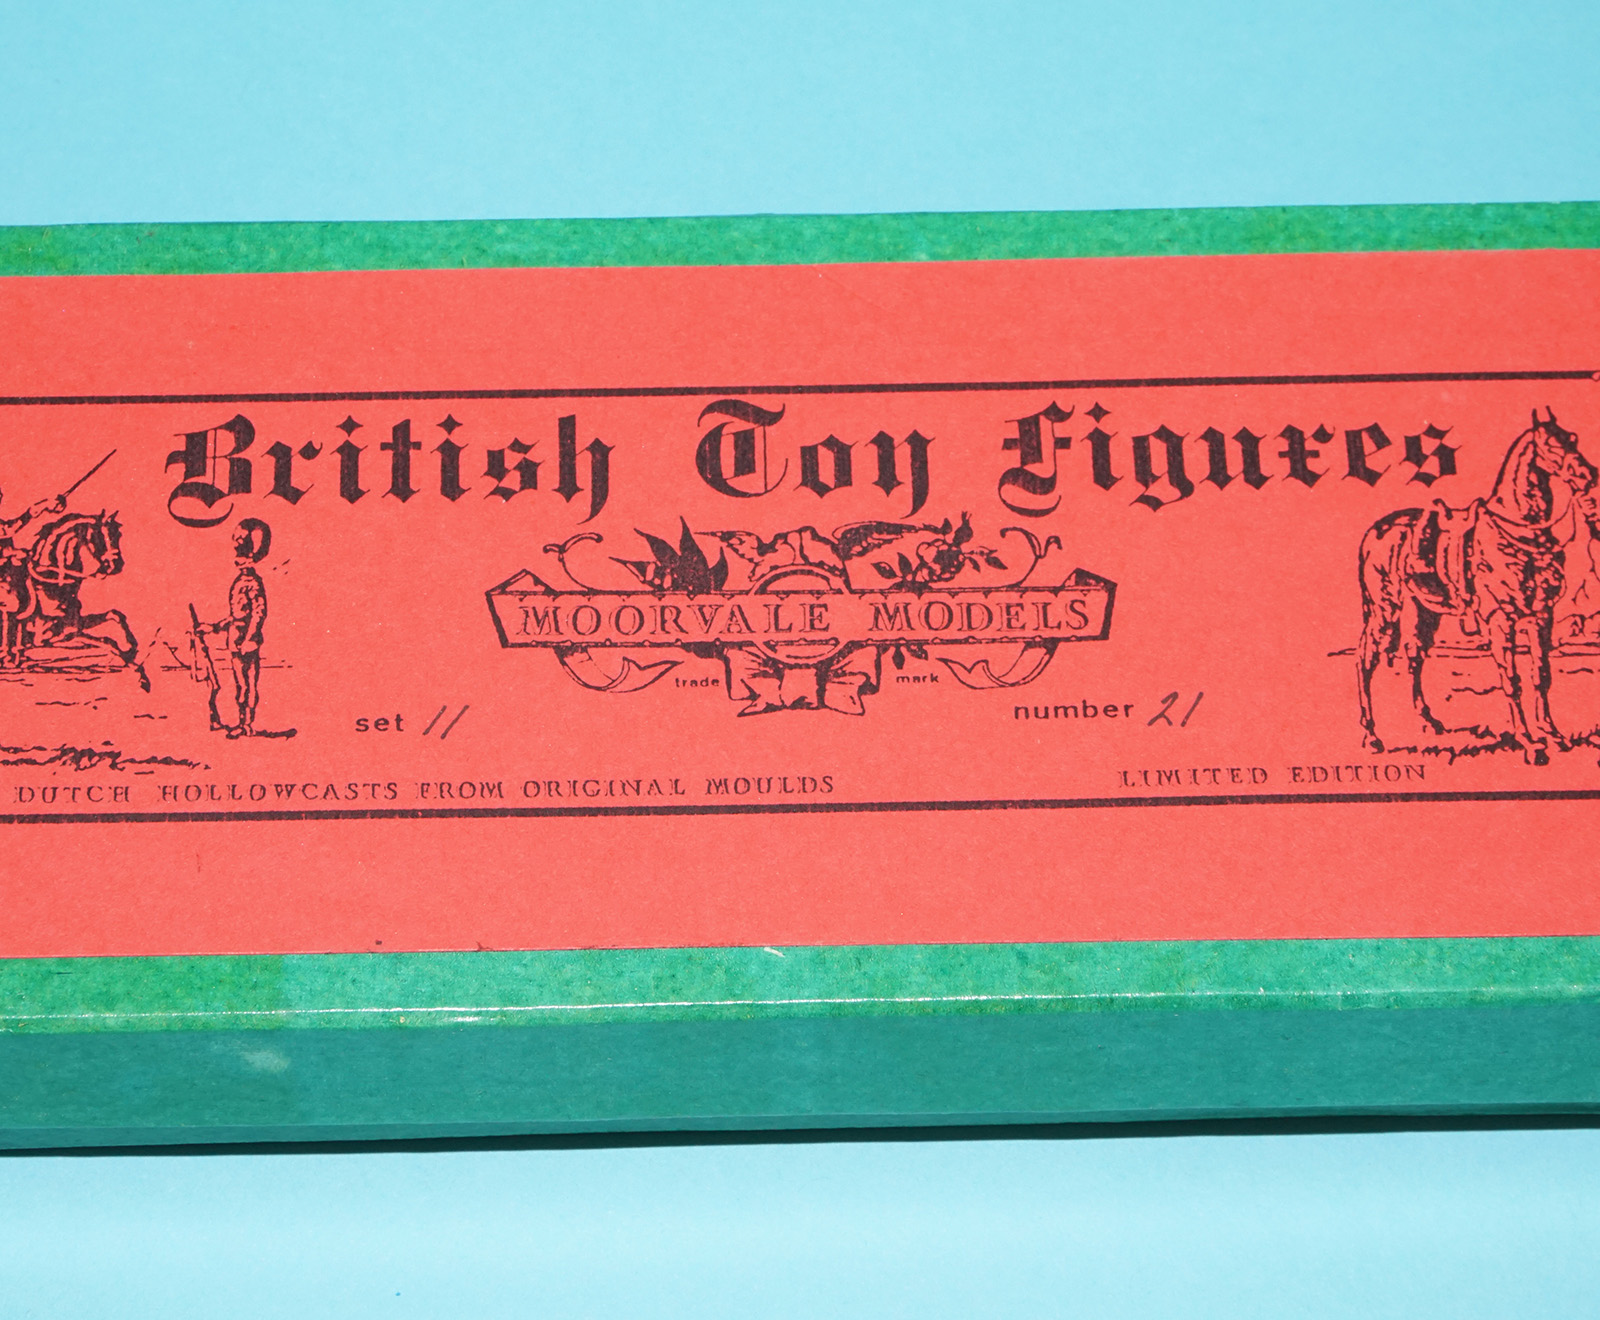 British Toy Figures
MOORVALE MODELS
trade mark
set 11
number 21
DUTCH HOLLOWCASTS FROM ORIGINAL MOULDS
LIMITED EDITION